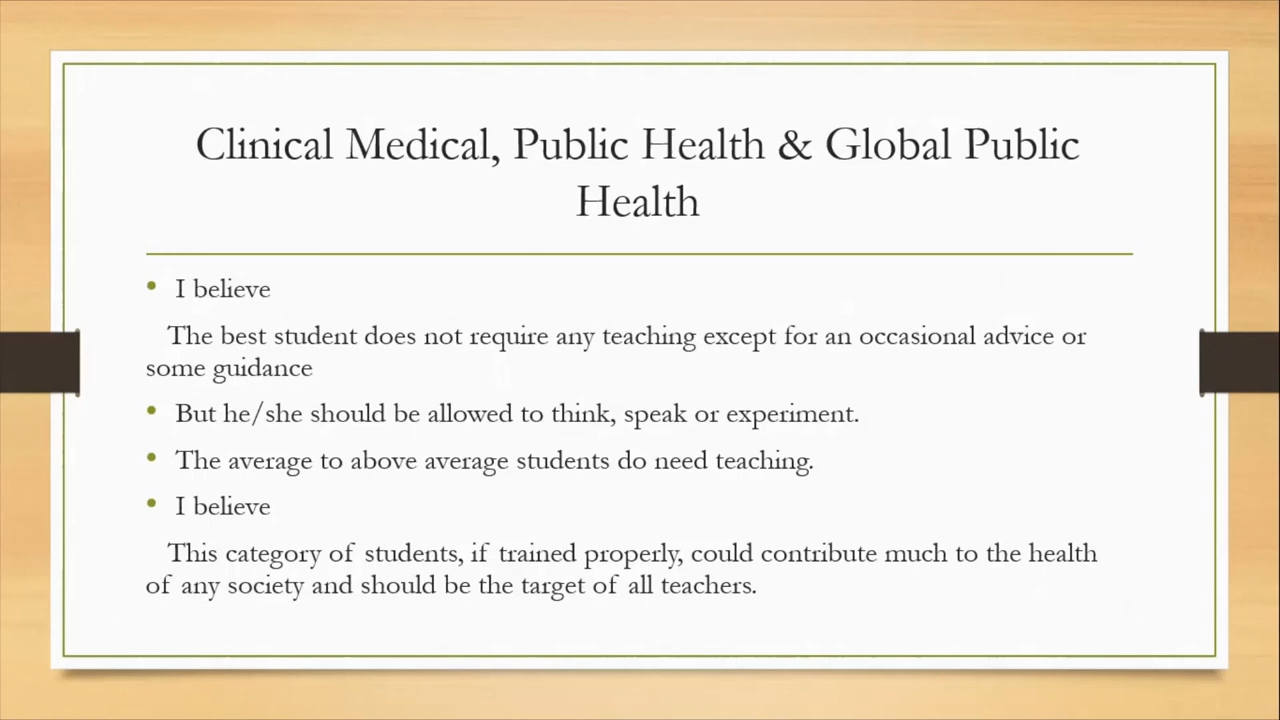 Clinical Medical, Public Health & Global Public
Health
• I believe
The best student does not require any teaching except for an occasional advice or
some guidance
• But he/she should be allowed to think, speak or experiment.
• The average to above average students do need teaching.
• I believe
This category of students, if trained properly, could contribute much to the health
of any society and should be the target of all teachers.